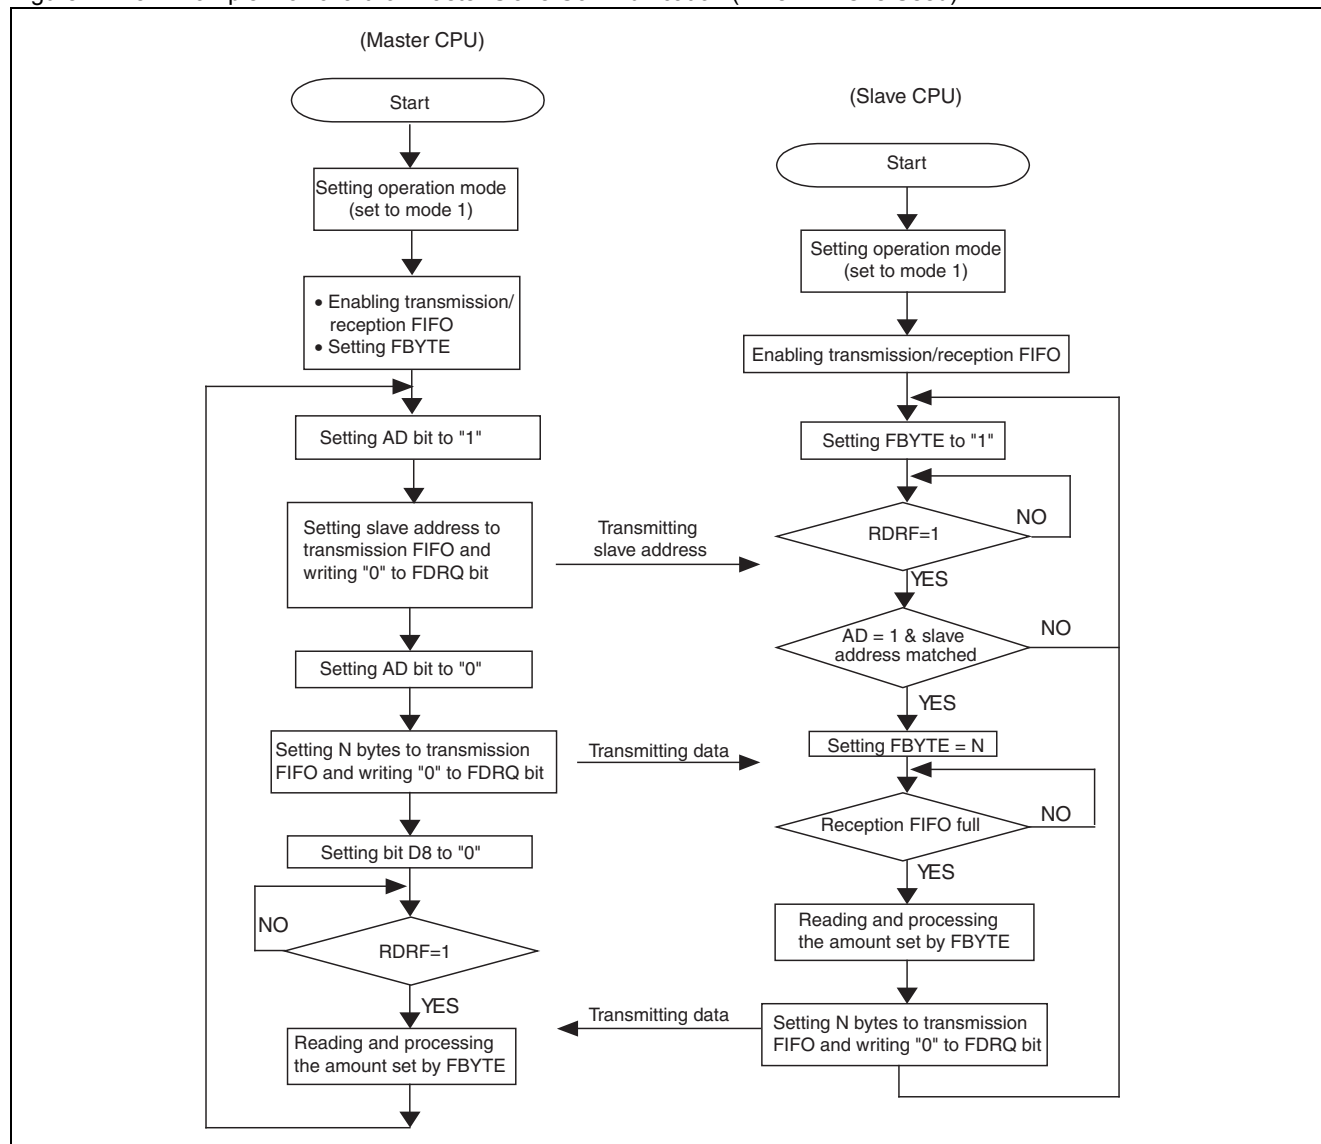 (Master CPU)
Start
Setting operation mode
(set to mode 1)
• Enabling transmission/
reception FIFO
• Setting FBYTE
Setting AD bit to "1"
Setting slave address to
transmission FIFO and
writing "0" to FDRQ bit
Setting AD bit to "0"
Setting N bytes to transmission
FIFO and writing "0" to FDRQ bit
Setting bit D8 to "0"
NO
RDRF=1
YES
Reading and processing
the amount set by FBYTE
Transmitting
slave address
Transmitting data
Transmitting data
(Slave CPU)
Start
Setting operation mode
(set to mode 1)
Enabling transmission/reception FIFO
Setting FBYTE to "1"
RDRF=1
NO
YES
AD = 1 & slave
address matched
NO
YES
Setting FBYTE = N
Reception FIFO full
NO
YES
Reading and processing
the amount set by FBYTE
Setting N bytes to transmission
FIFO and writing "0" to FDRQ bit